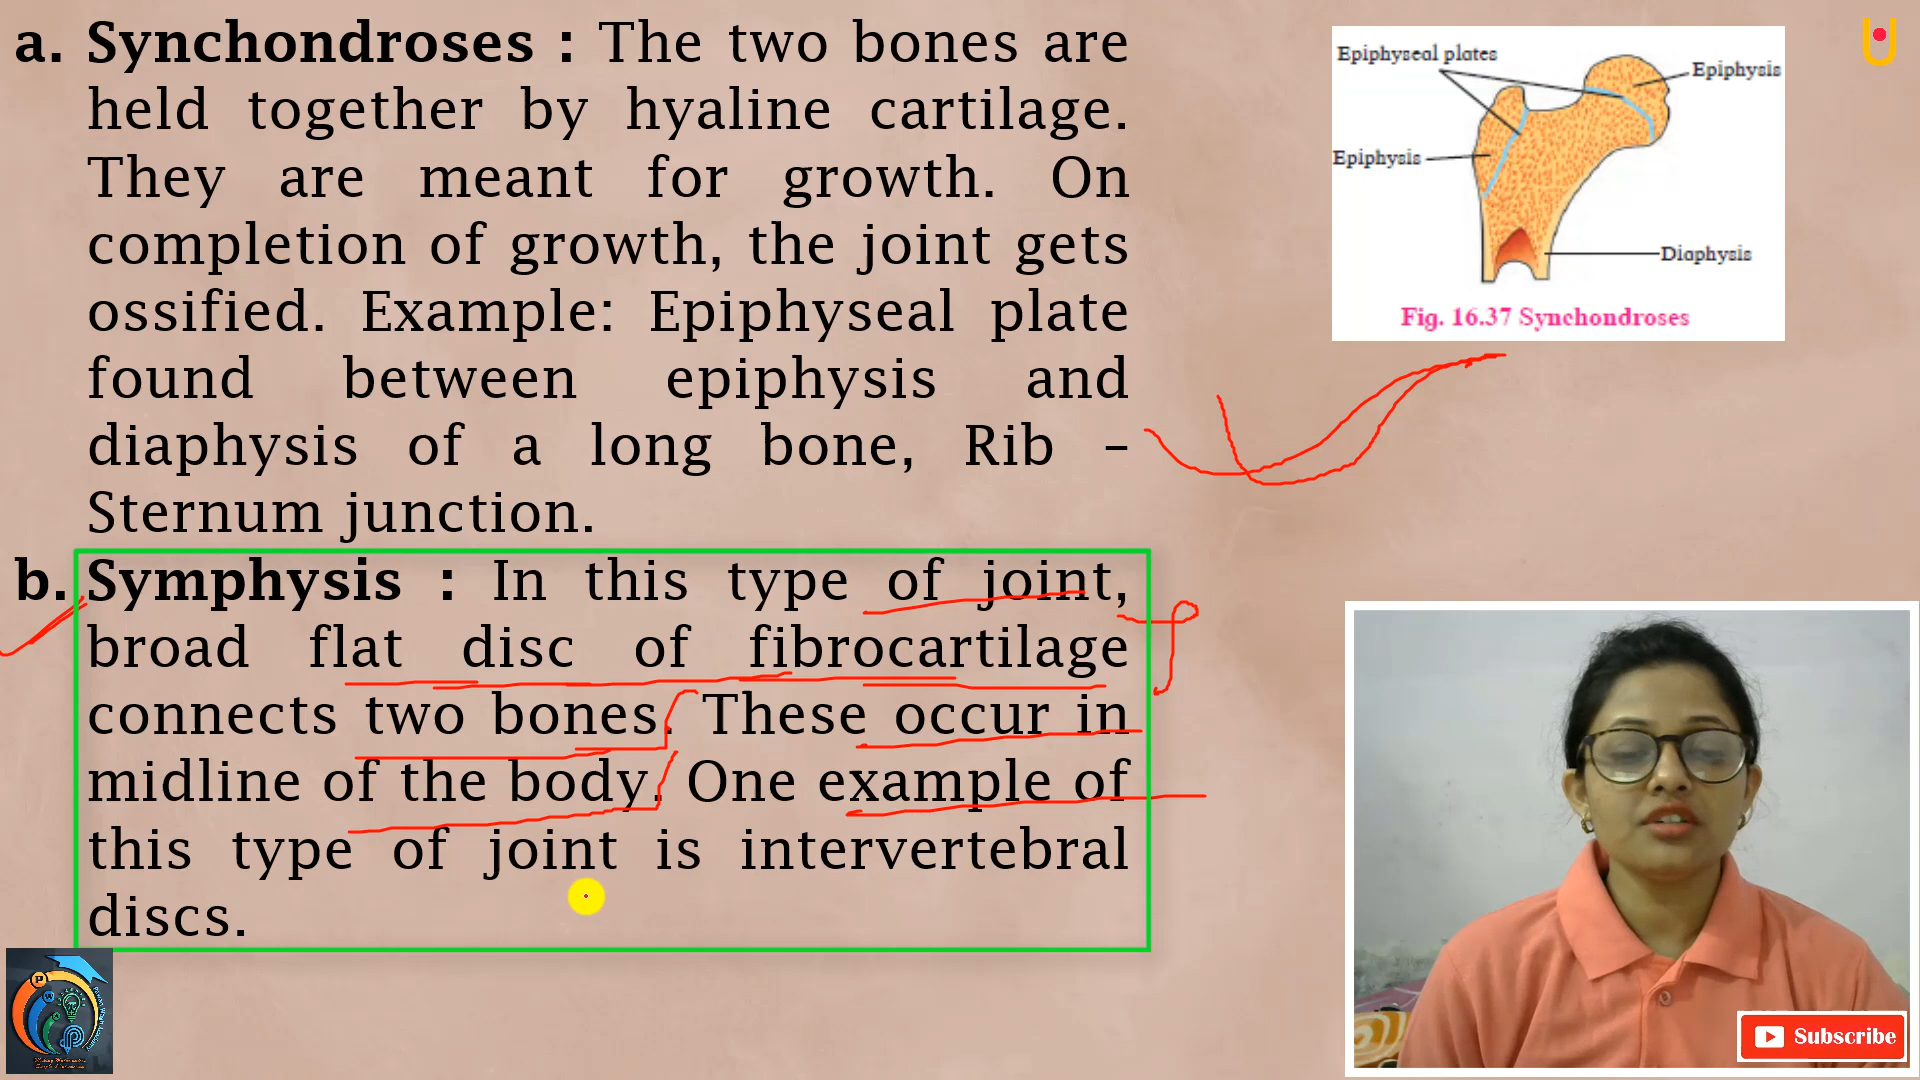 a. Synchondroses : The two bones are
held together by hyaline cartilage.
They are meant for growth. On
completion of growth, the joint gets
ossified. Example: Epiphyseal plate
found between epiphysis and
diaphysis of a long bone, Rib –
Sternum junction.
b. Symphysis : In this type of joint,
broad flat disc of fibrocartilage
connects two bones. These occur in
midline of the body. One example of
this type of joint is intervertebral
discs.
Epiphyseal plates
Epiphysis
Epiphysis
Diaphysis
Fig. 16.37 Synchondroses
Subscribe